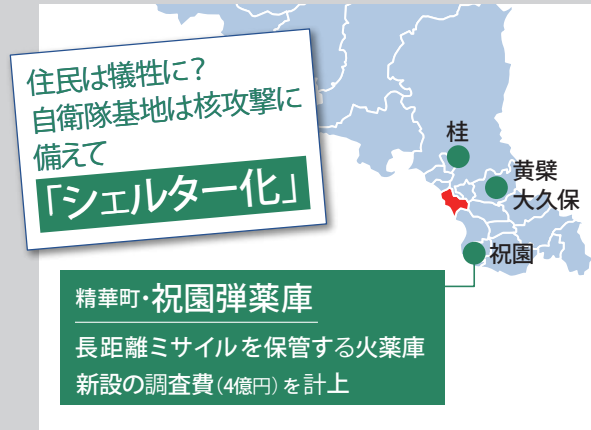 住民は犠牲に?
自衛隊基地は核攻撃に
備えて
「シェルター化」
桂
黄檗
大久保
祝園
精華町・祝園弾薬庫
長距離ミサイルを保管する火薬庫
新設の調査費(4億円)を計上